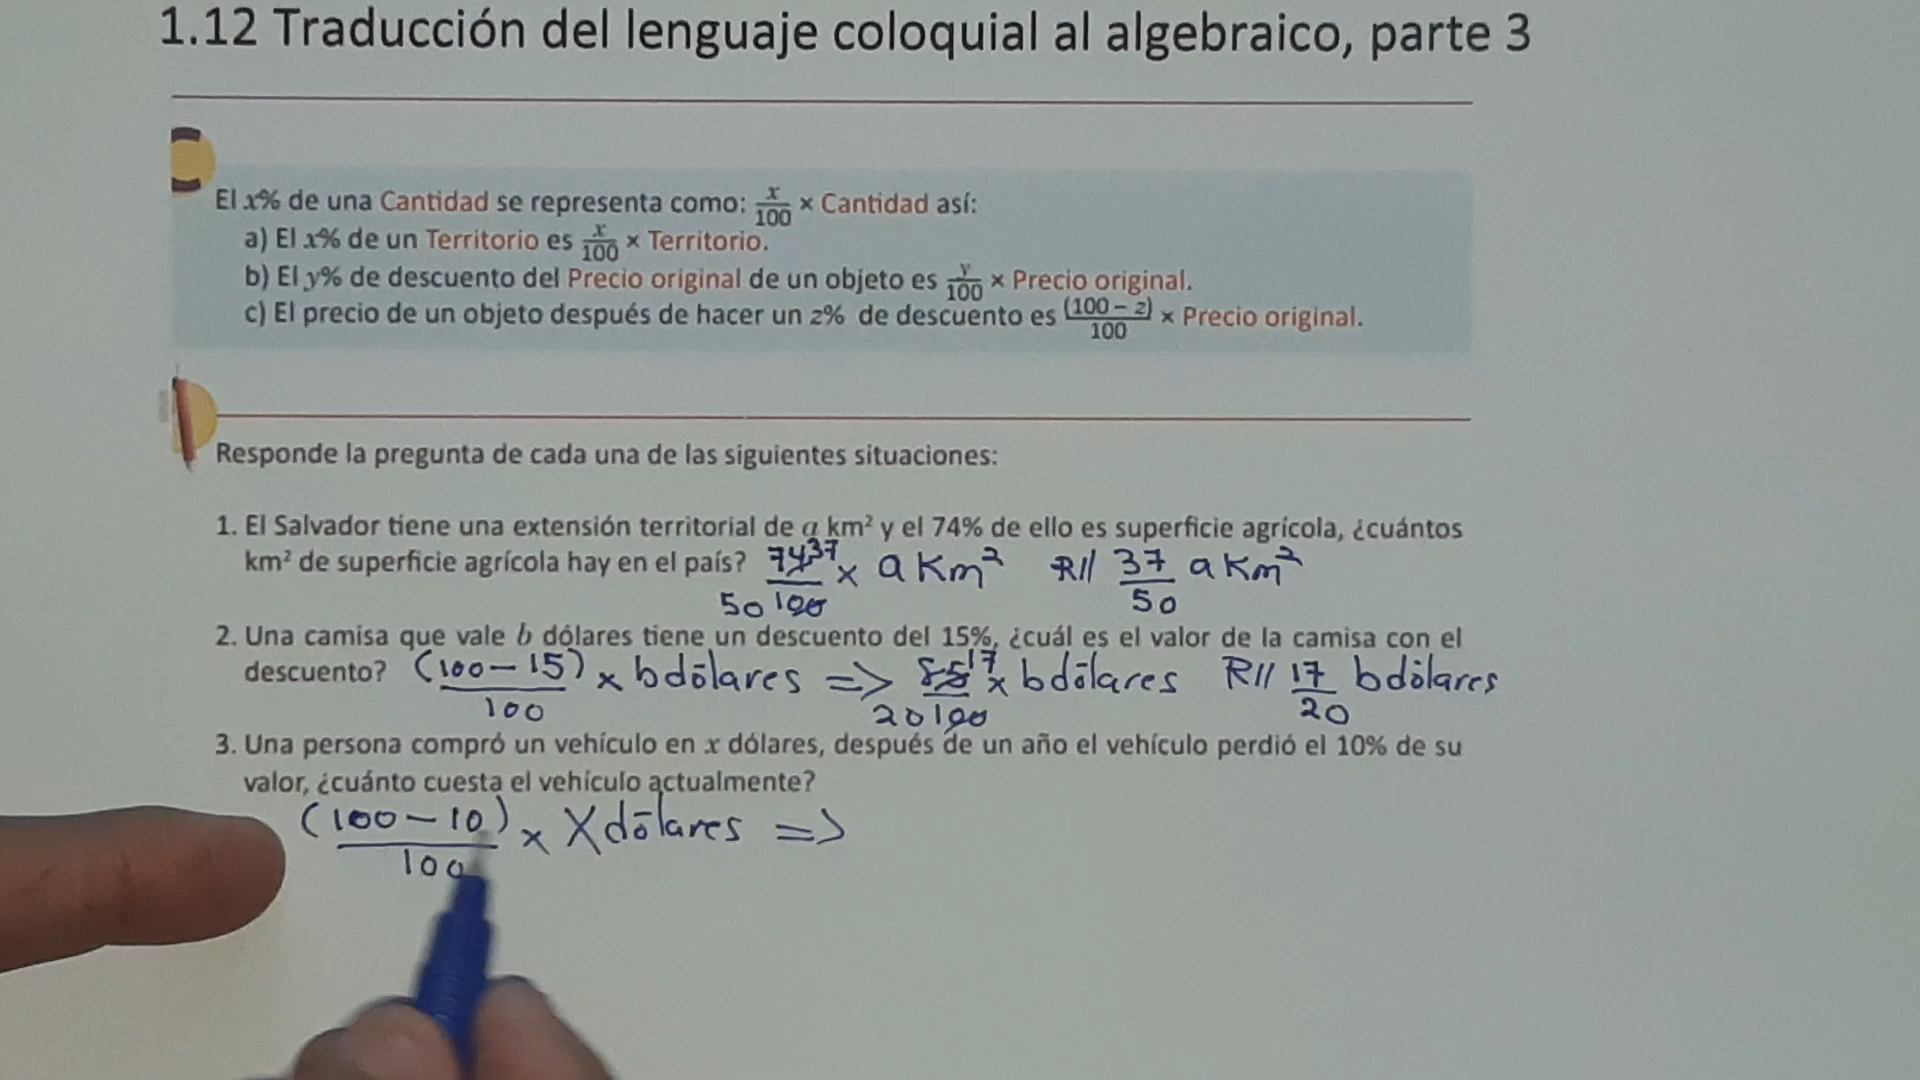 1.12 Traducción del lenguaje coloquial al algebraico, parte 3
El x% de una Cantidad se representa como: x/100 × Cantidad así:
a) El x% de un Territorio es x/100 × Territorio.
b) El y% de descuento del Precio original de un objeto es y/100 × Precio original.
c) El precio de un objeto después de hacer un z% de descuento es (100 – z)/100 × Precio original.
Responde la pregunta de cada una de las siguientes situaciones:
1. El Salvador tiene una extensión territorial de a km² y el 74% de ello es superficie agrícola, ¿cuántos
km² de superficie agrícola hay en el país? 74 37/50 100 × a Km² R// 37/50 a Km²
2. Una camisa que vale b dólares tiene un descuento del 15%, ¿cuál es el valor de la camisa con el
descuento? (100 – 15)/100 × b dólares => 85 17/20 100 × b dólares R// 17/20 b dólares
3. Una persona compró un vehículo en x dólares, después de un año el vehículo perdió el 10% de su
valor, ¿cuánto cuesta el vehículo actualmente?
(100 – 10)/100 × X dólares =>